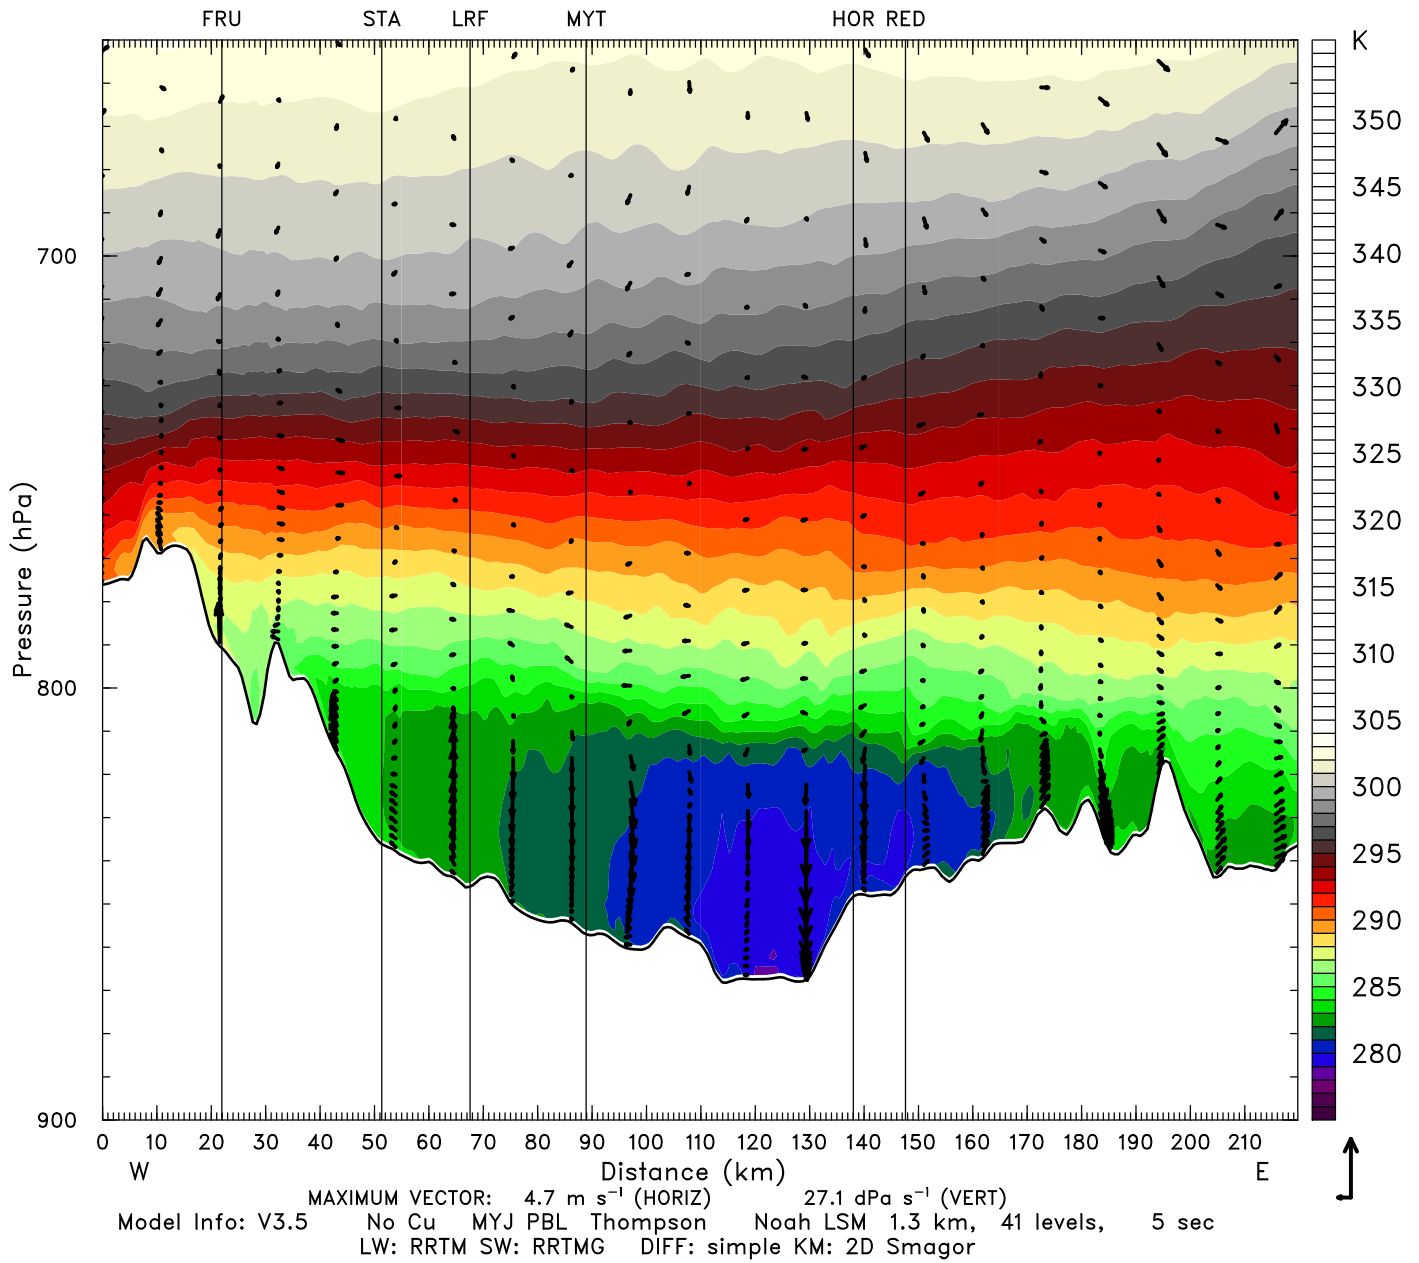 FRU STA LRF MYT HOR RED
K
350
345
340
335
330
325
320
315
310
305
300
295
290
285
280
Pressure (hPa)
700
800
900
0 10 20 30 40 50 60 70 80 90 100 110 120 130 140 150 160 170 180 190 200 210
W Distance (km) E
MAXIMUM VECTOR: 4.7 m s⁻¹ (HORIZ) 27.1 dPa s⁻¹ (VERT)
Model Info: V3.5 No Cu MYJ PBL Thompson Noah LSM 1.3 km, 41 levels, 5 sec
LW: RRTM SW: RRTMG DIFF: simple KM: 2D Smagor